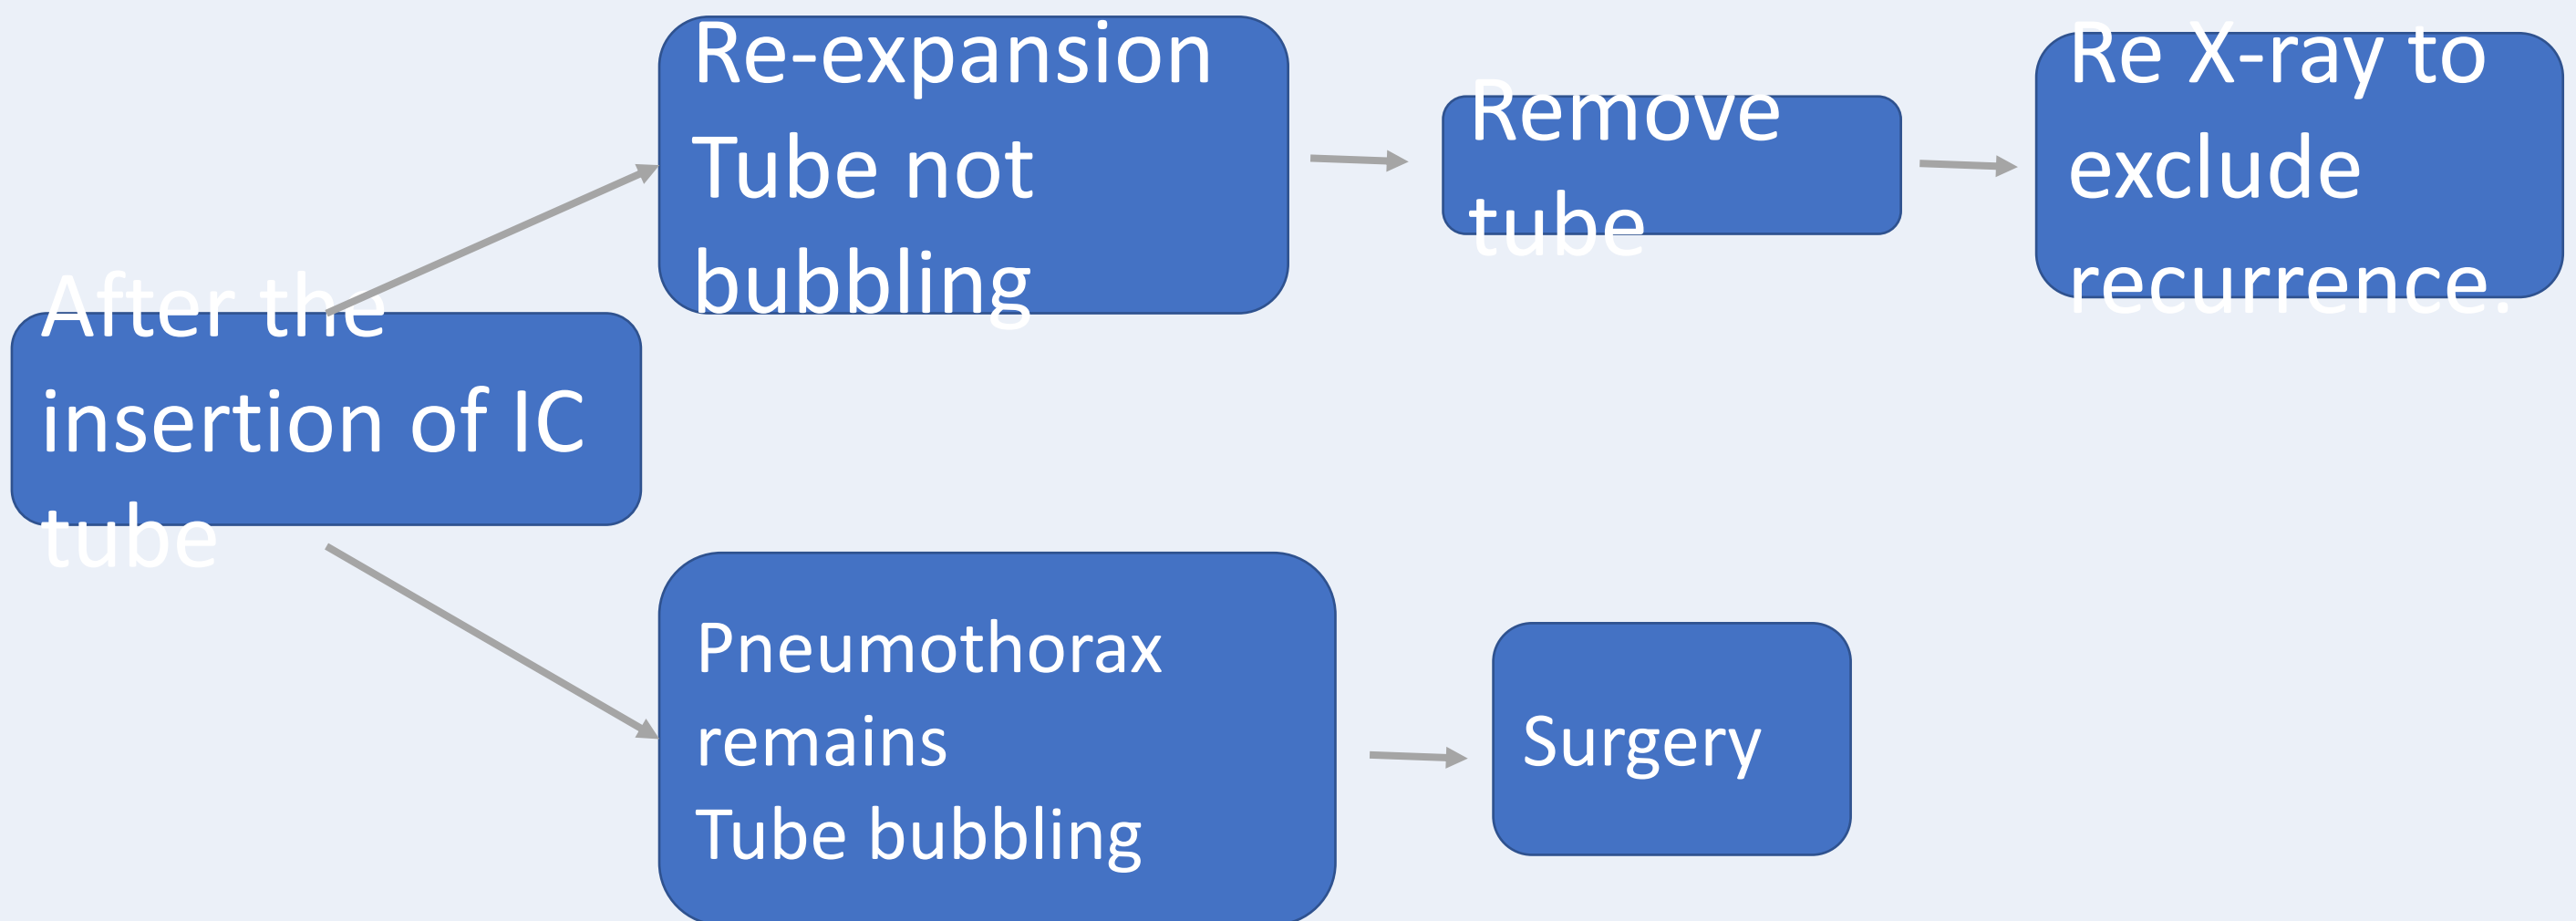 After the
insertion of IC
tube
Re-expansion
Tube not
bubbling
Remove
tube
Re X-ray to
exclude
recurrence.
Pneumothorax
remains
Tube bubbling
Surgery